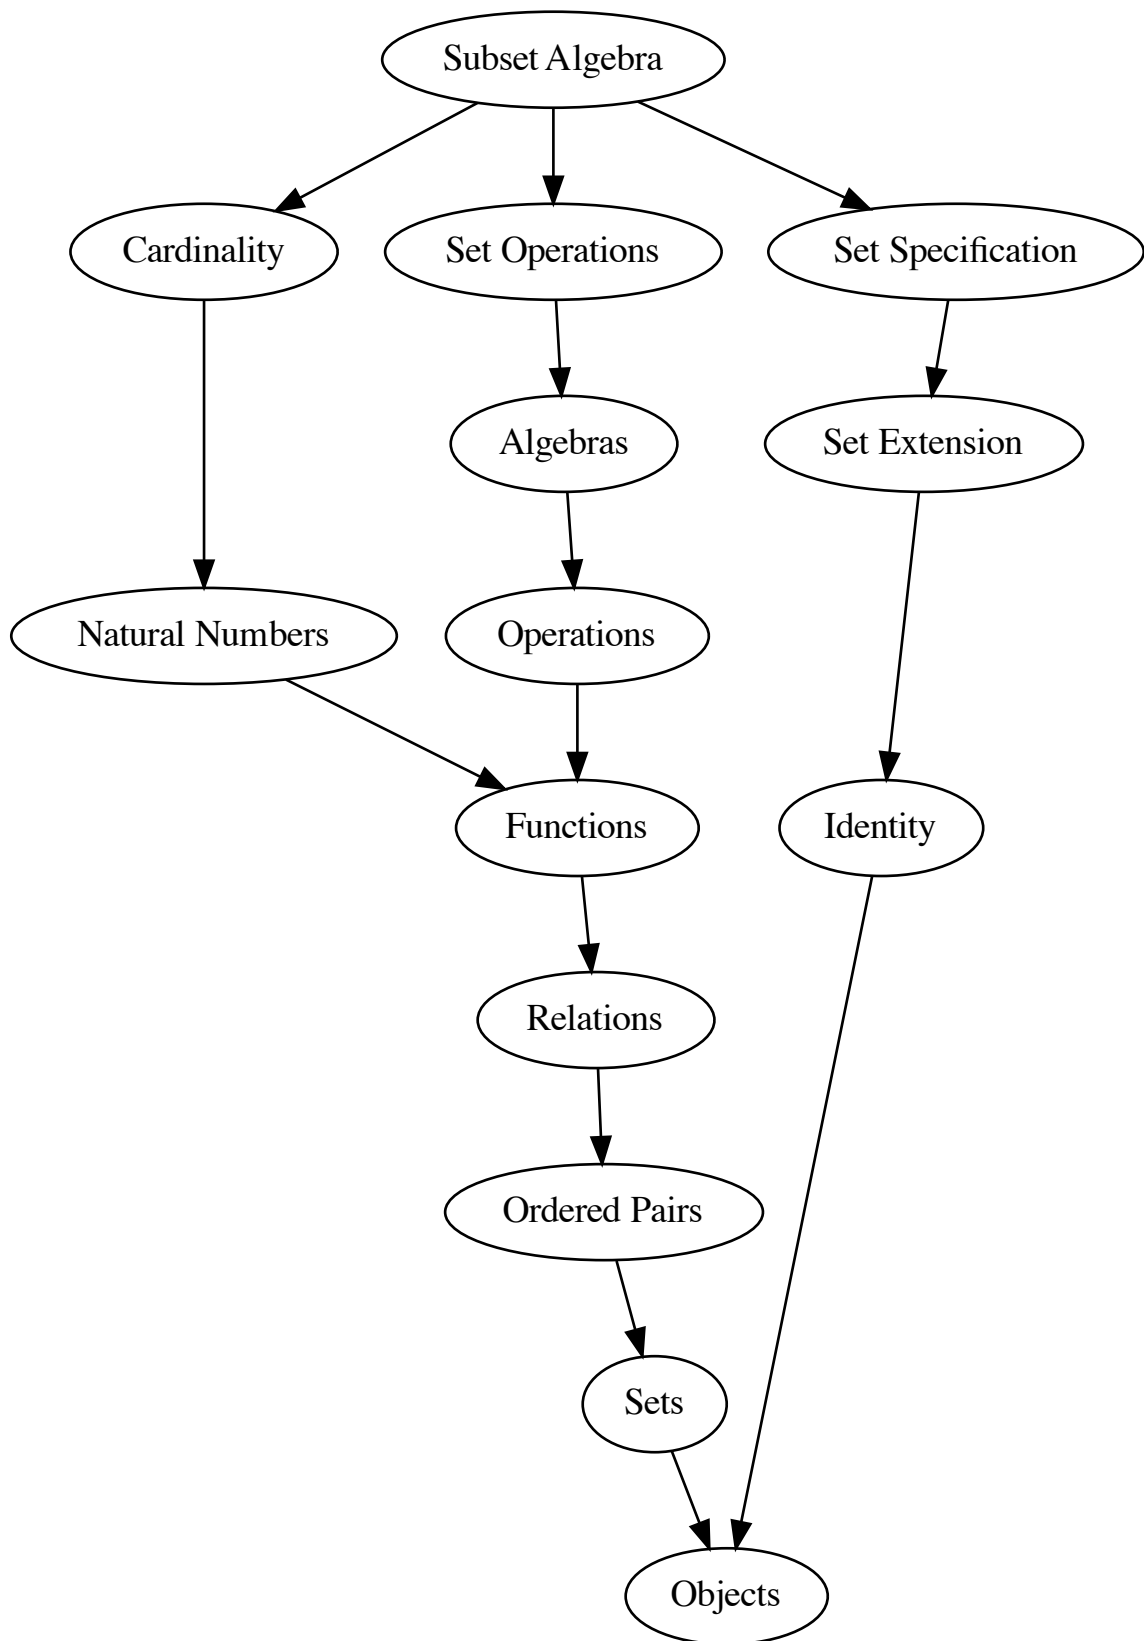 Subset Algebra
Cardinality
Set Operations
Set Specification
Algebras
Set Extension
Natural Numbers
Operations
Functions
Identity
Relations
Ordered Pairs
Sets
Objects